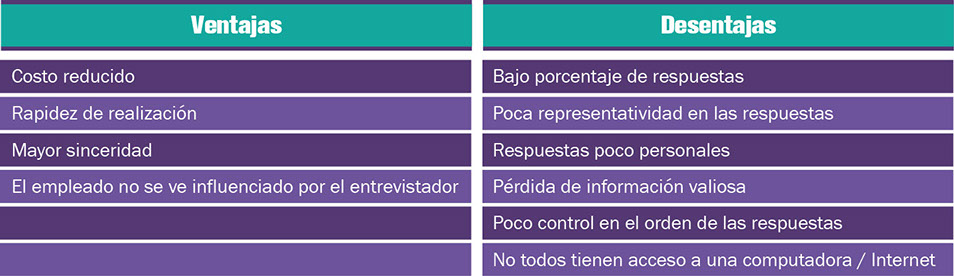 Ventajas
Desentajas
Costo reducido
Bajo porcentaje de respuestas
Rapidez de realización
Poca representatividad en las respuestas
Mayor sinceridad
Respuestas poco personales
El empleado no se ve influenciado por el entrevistador
Pérdida de información valiosa
Poco control en el orden de las respuestas
No todos tienen acceso a una computadora / Internet